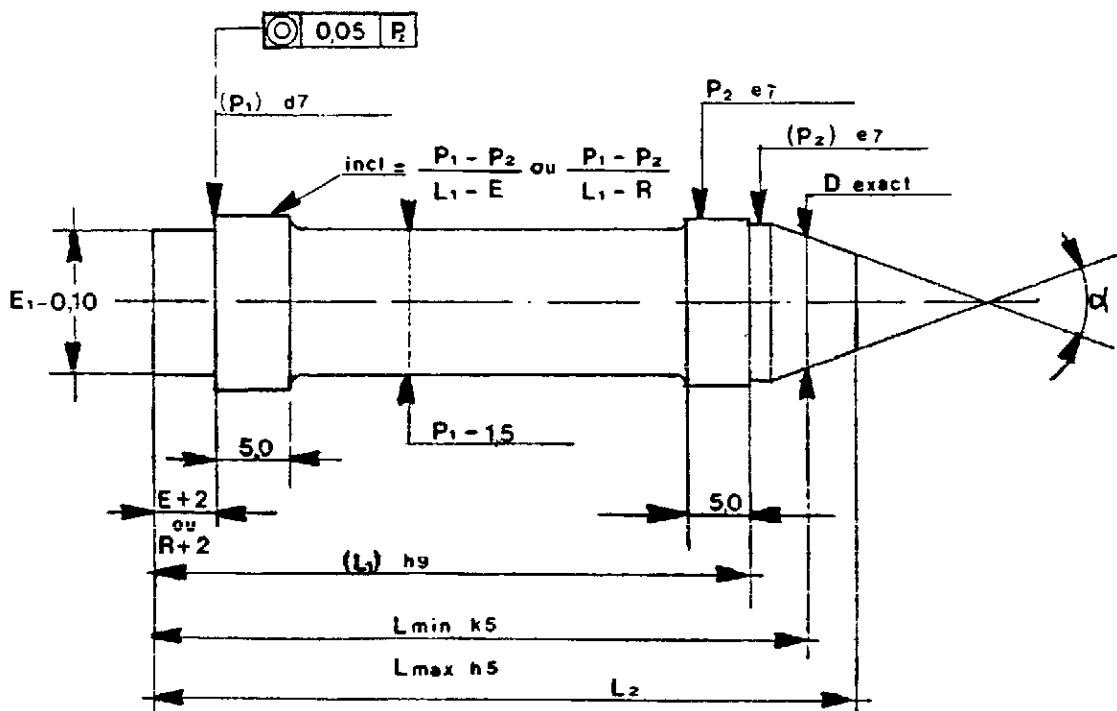 0,05 P₂
(P₁) d7
P₂ e7
(P₂) e7
D exact
incl = P₁ - P₂ / L₁ - E ou P₁ - P₂ / L₁ - R
E₁-0,10
α
P₁ - 1,5
5,0
5,0
E+2
ou
R+2
(L₁) h9
Lmin k5
Lmax h5
L₂